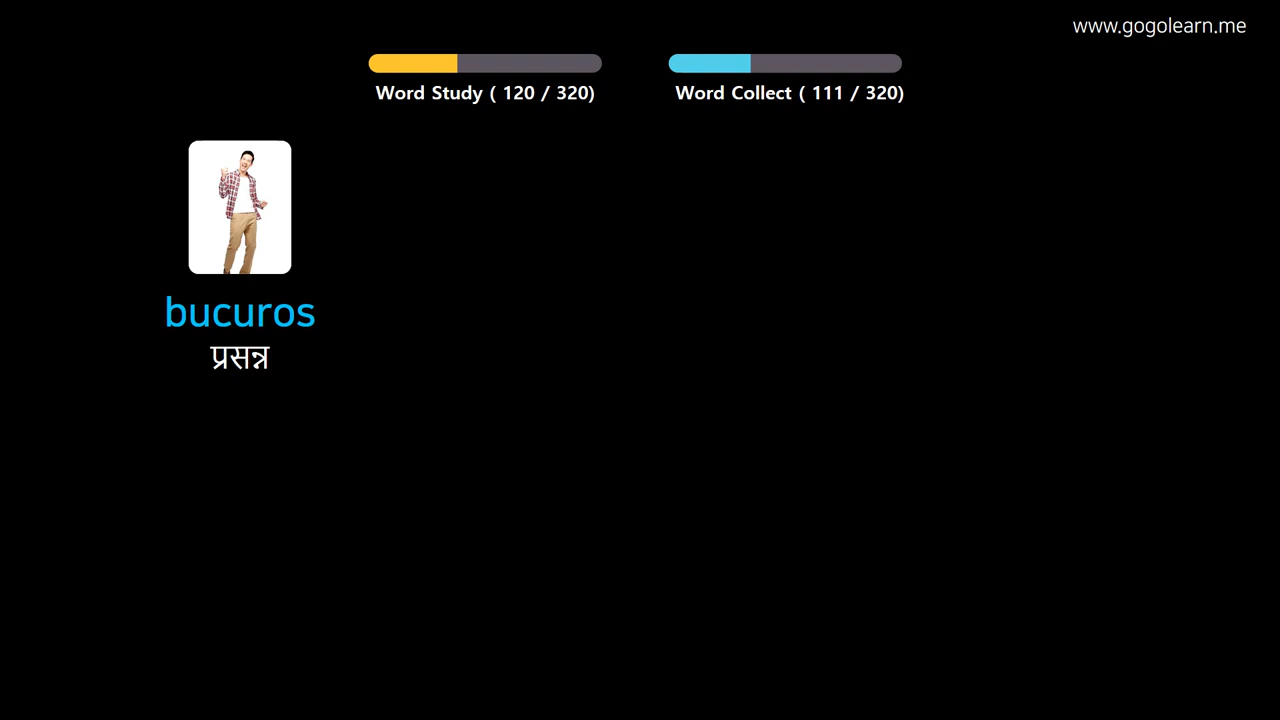 www.gogolearn.me
Word Study ( 120 / 320)
Word Collect ( 111 / 320)
bucuros
प्रसन्न